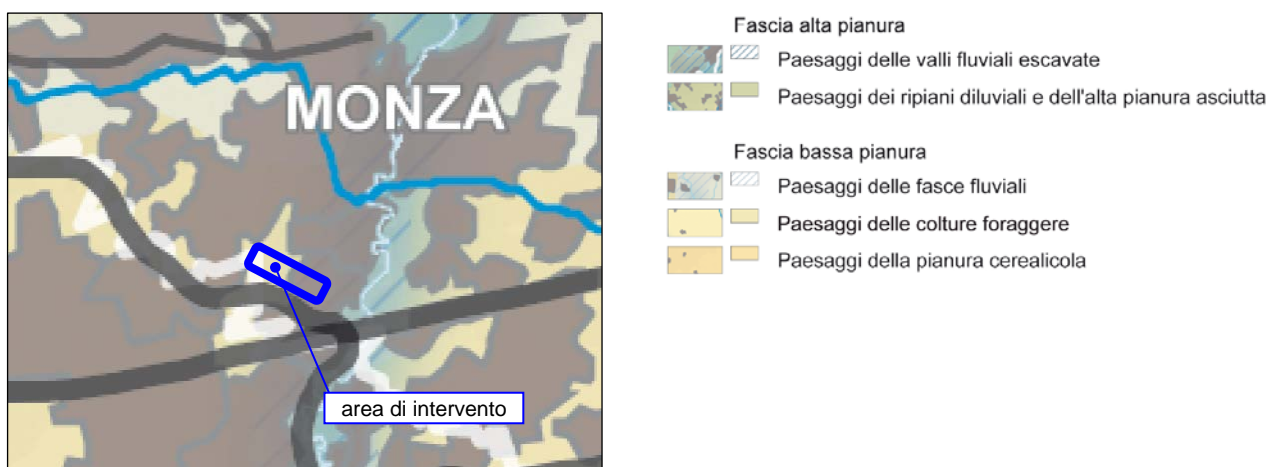 MONZA
area di intervento
Fascia alta pianura
Paesaggi delle valli fluviali escavate
Paesaggi dei ripiani diluviali e dell'alta pianura asciutta
Fascia bassa pianura
Paesaggi delle fasce fluviali
Paesaggi delle colture foraggere
Paesaggi della pianura cerealicola